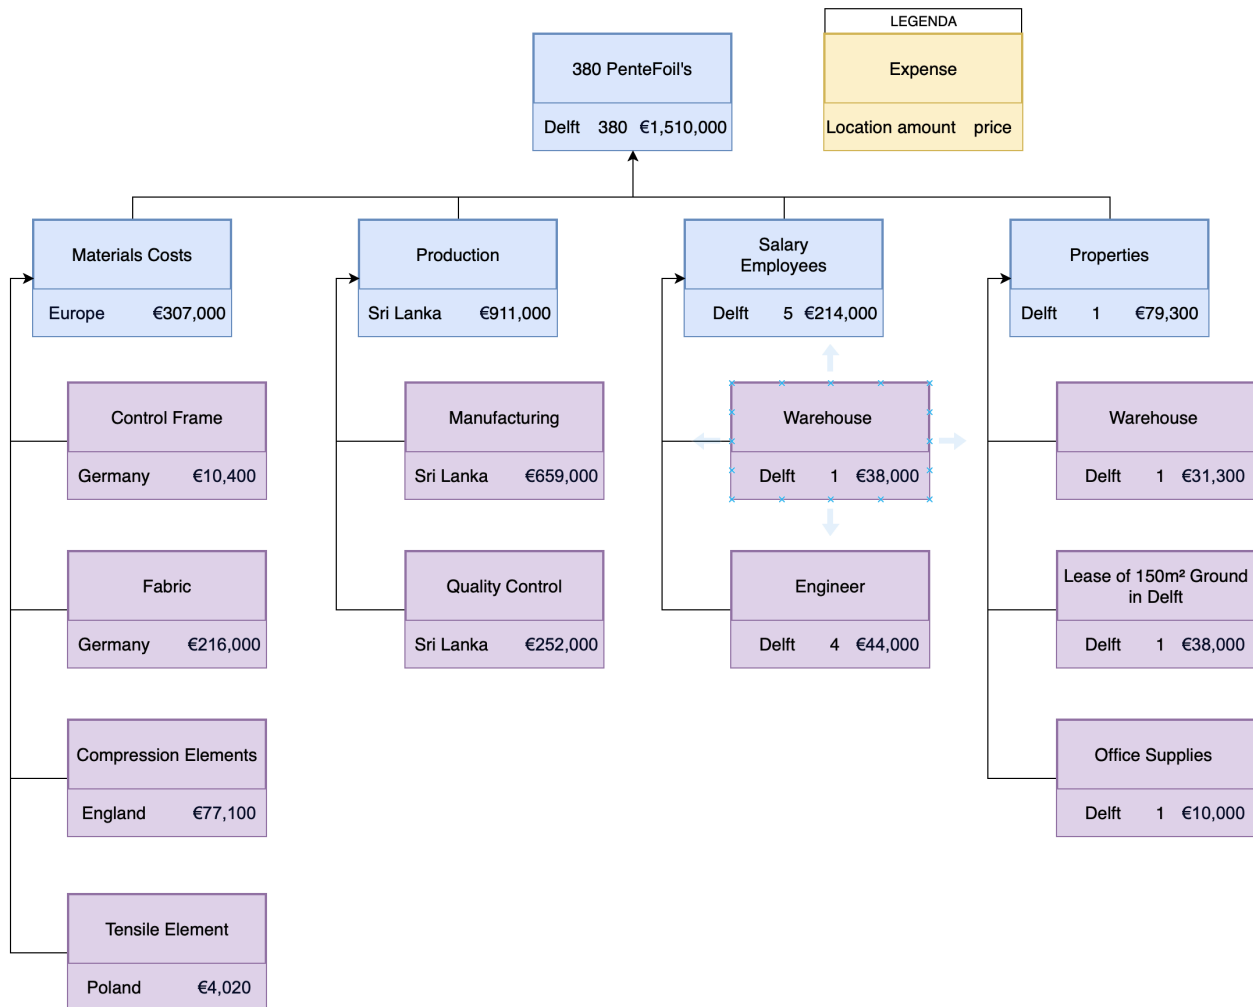 LEGENDA
380 PenteFoil's
Expense
Delft 380 €1,510,000
Location amount price
Materials Costs
Europe €307,000
Production
Sri Lanka €911,000
Salary
Employees
Delft 5 €214,000
Properties
Delft 1 €79,300
Control Frame
Germany €10,400
Manufacturing
Sri Lanka €659,000
Warehouse
Delft 1 €38,000
Warehouse
Delft 1 €31,300
Fabric
Germany €216,000
Quality Control
Sri Lanka €252,000
Engineer
Delft 4 €44,000
Lease of 150m² Ground
in Delft
Delft 1 €38,000
Compression Elements
England €77,100
Office Supplies
Delft 1 €10,000
Tensile Element
Poland €4,020